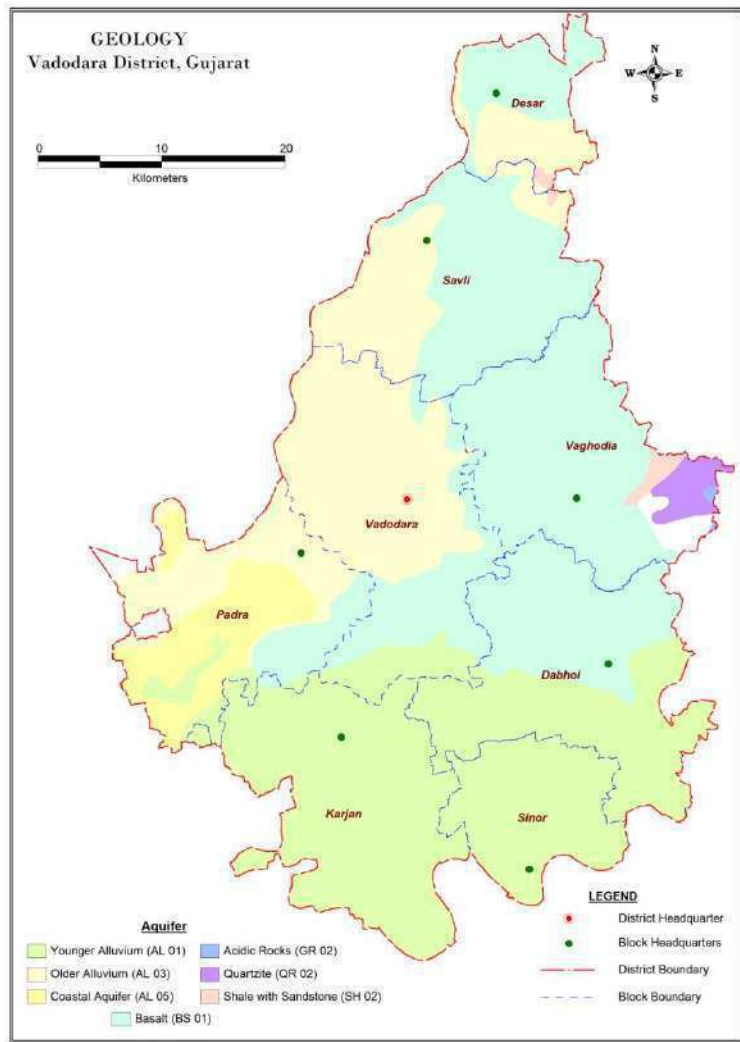 GEOLOGY
Vadodara District, Gujarat
N
W E
S
0 10 20
Kilometers
Desar
Savli
Vaghodia
Vadodara
Padra
Dabhoi
Karjan
Sinor
LEGEND
District Headquarter
Block Headquarters
District Boundary
Block Boundary
Aquifer
Younger Alluvium (AL 01)
Acidic Rocks (GR 02)
Older Alluvium (AL 03)
Quartzite (QR 02)
Coastal Aquifer (AL 05)
Shale with Sandstone (SH 02)
Basalt (BS 01)